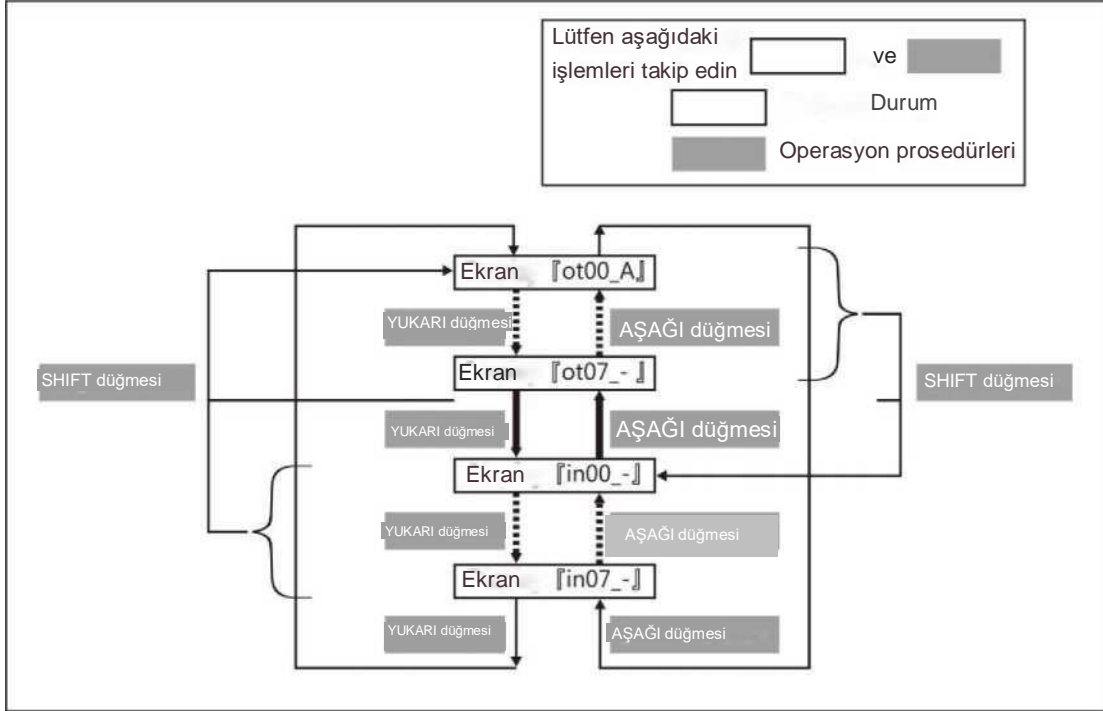 Lütfen aşağıdaki
işlemleri takip edin
ve
Durum
Operasyon prosedürleri
Ekran 『ot00_A』
YUKARI düğmesi
AŞAĞI düğmesi
Ekran 『ot07_-』
SHIFT düğmesi
SHIFT düğmesi
YUKARI düğmesi
AŞAĞI düğmesi
Ekran 『in00_-』
YUKARI düğmesi
AŞAĞI düğmesi
Ekran 『in07_-』
YUKARI düğmesi
AŞAĞI düğmesi